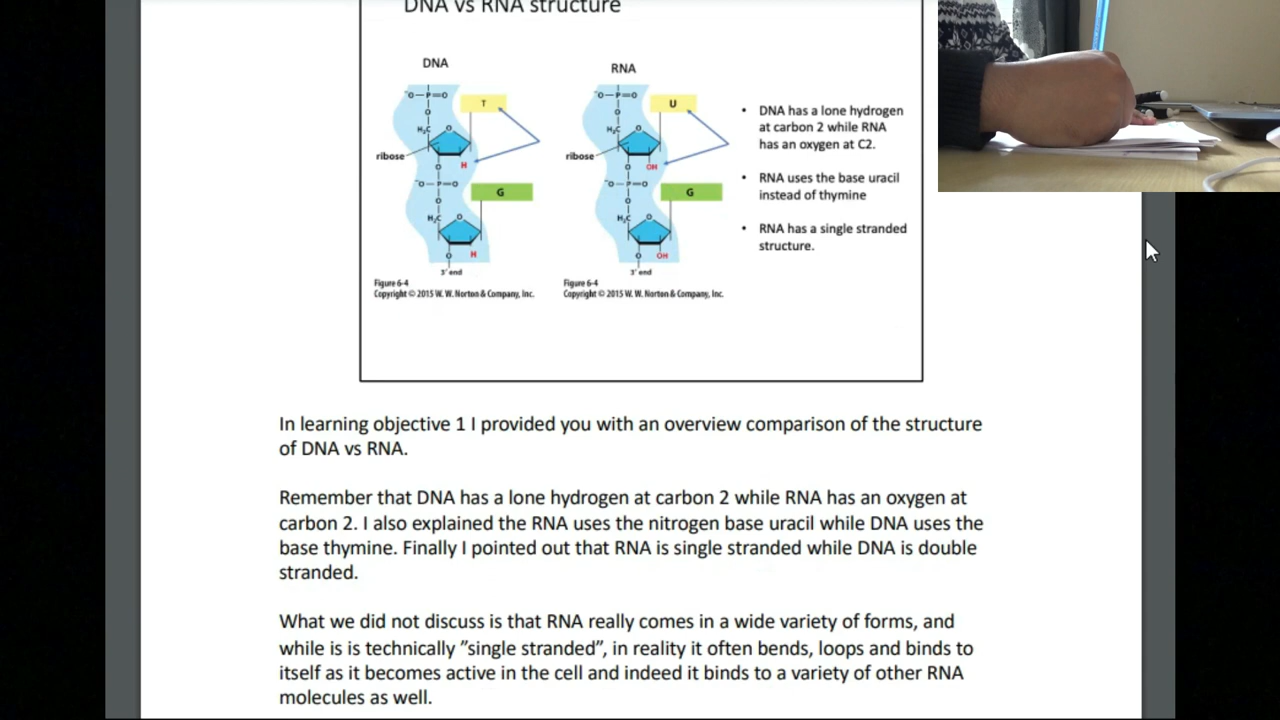 DNA vs RNA structure
DNA
RNA
⁻O—P=O
O
H₂C
O
T
ribose
H
O
⁻O—P=O
O
H₂C
O
G
H
O
3' end
Figure 6-4
Copyright © 2015 W. W. Norton & Company, Inc.
⁻O—P=O
O
H₂C
O
U
ribose
OH
O
⁻O—P=O
O
H₂C
O
G
OH
O
3' end
Figure 6-4
Copyright © 2015 W. W. Norton & Company, Inc.
• DNA has a lone hydrogen
at carbon 2 while RNA
has an oxygen at C2.
• RNA uses the base uracil
instead of thymine
• RNA has a single stranded
structure.
In learning objective 1 I provided you with an overview comparison of the structure
of DNA vs RNA.
Remember that DNA has a lone hydrogen at carbon 2 while RNA has an oxygen at
carbon 2. I also explained the RNA uses the nitrogen base uracil while DNA uses the
base thymine. Finally I pointed out that RNA is single stranded while DNA is double
stranded.
What we did not discuss is that RNA really comes in a wide variety of forms, and
while is is technically ”single stranded”, in reality it often bends, loops and binds to
itself as it becomes active in the cell and indeed it binds to a variety of other RNA
molecules as well.